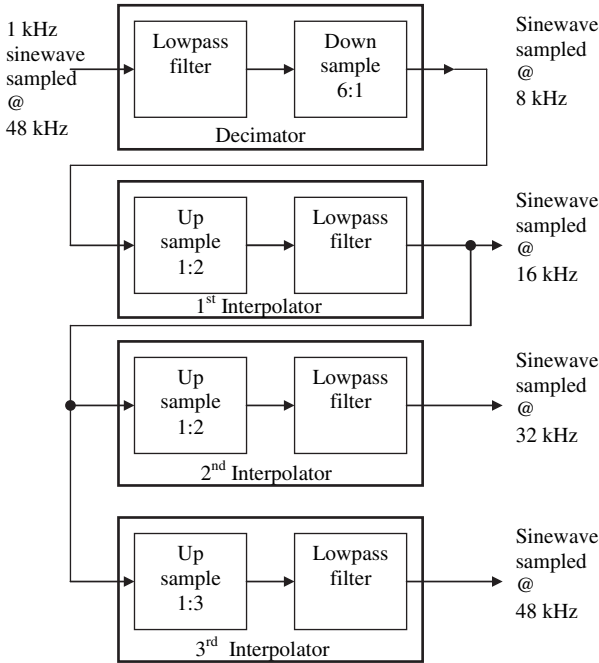 1 kHz
sinewave
sampled
@
48 kHz
Lowpass
filter
Down
sample
6:1
Decimator
Sinewave
sampled
@
8 kHz
Up
sample
1:2
Lowpass
filter
1st Interpolator
Sinewave
sampled
@
16 kHz
Up
sample
1:2
Lowpass
filter
2nd Interpolator
Sinewave
sampled
@
32 kHz
Up
sample
1:3
Lowpass
filter
3rd Interpolator
Sinewave
sampled
@
48 kHz